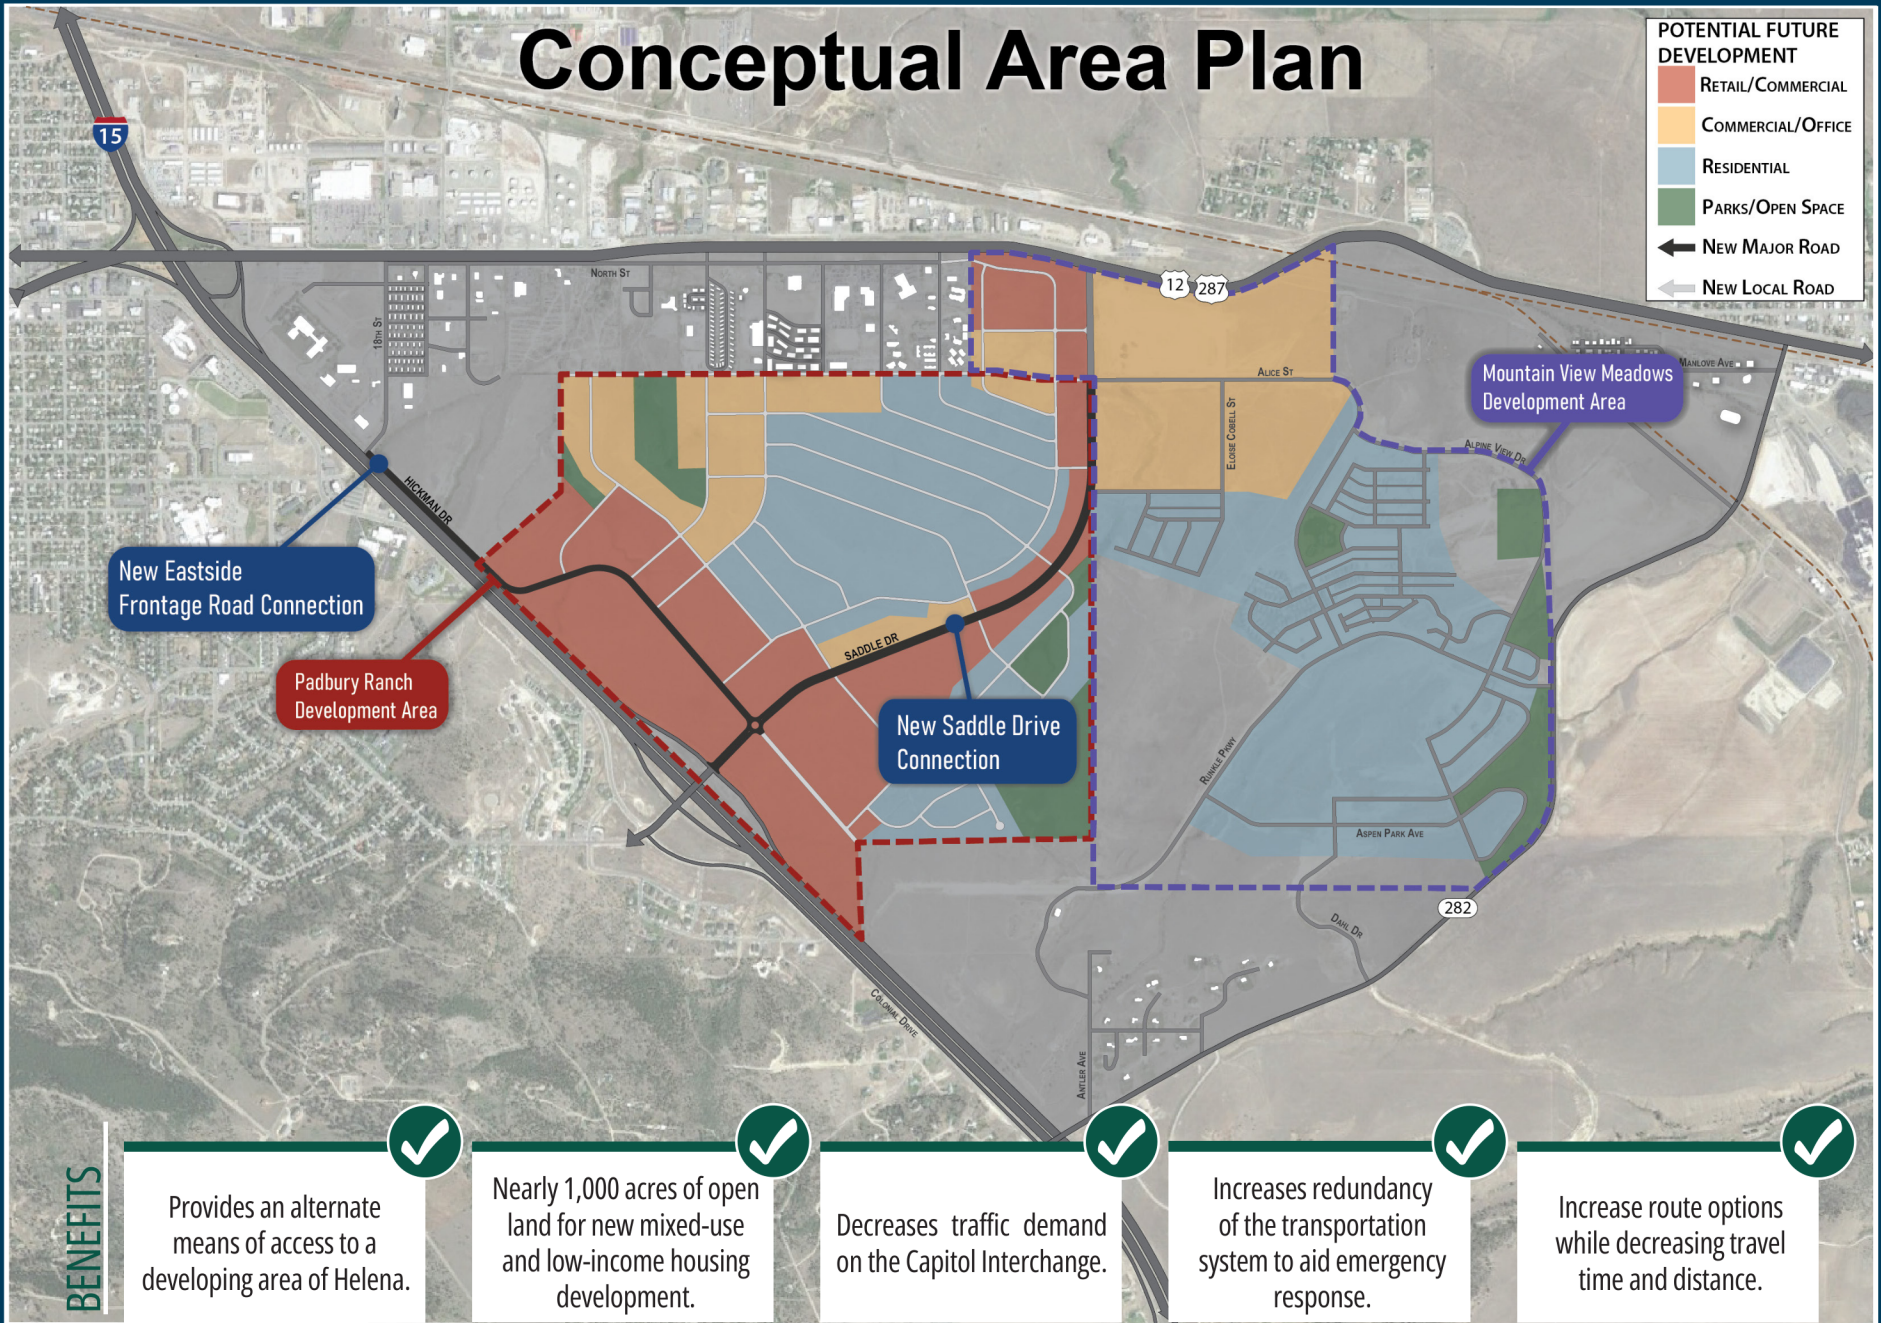 Conceptual Area Plan
POTENTIAL FUTURE
DEVELOPMENT
RETAIL/COMMERCIAL
COMMERCIAL/OFFICE
RESIDENTIAL
PARKS/OPEN SPACE
NEW MAJOR ROAD
NEW LOCAL ROAD
15
NORTH ST
18TH ST
12
287
ALICE ST
ELOISE COBELL ST
MANLOVE AVE
Mountain View Meadows
Development Area
ALPINE VIEW DR
HICKMAN DR
New Eastside
Frontage Road Connection
Padbury Ranch
Development Area
SADDLE DR
New Saddle Drive
Connection
RUNKLE PKWY
ASPEN PARK AVE
282
DAHL DR
COLONIAL DRIVE
ANTLER AVE
BENEFITS
Provides an alternate
means of access to a
developing area of Helena.
Nearly 1,000 acres of open
land for new mixed-use
and low-income housing
development.
Decreases traffic demand
on the Capitol Interchange.
Increases redundancy
of the transportation
system to aid emergency
response.
Increase route options
while decreasing travel
time and distance.